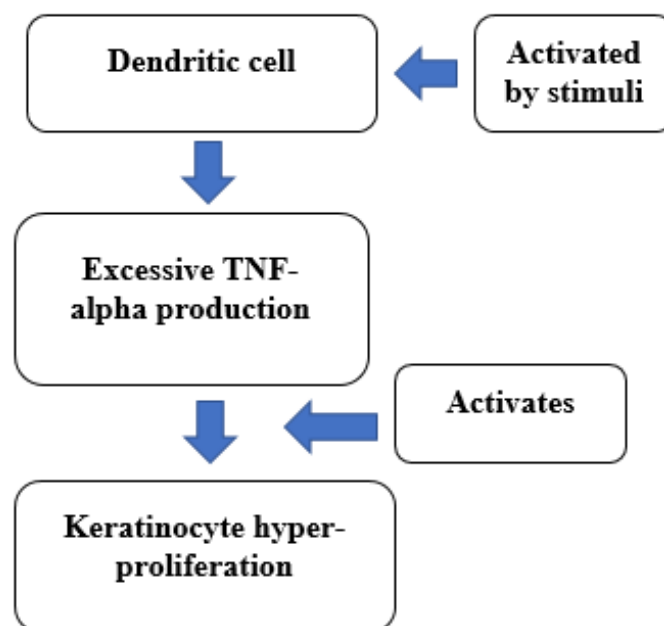 Dendritic cell
Activated
by stimuli
Excessive TNF-
alpha production
Activates
Keratinocyte hyper-
proliferation